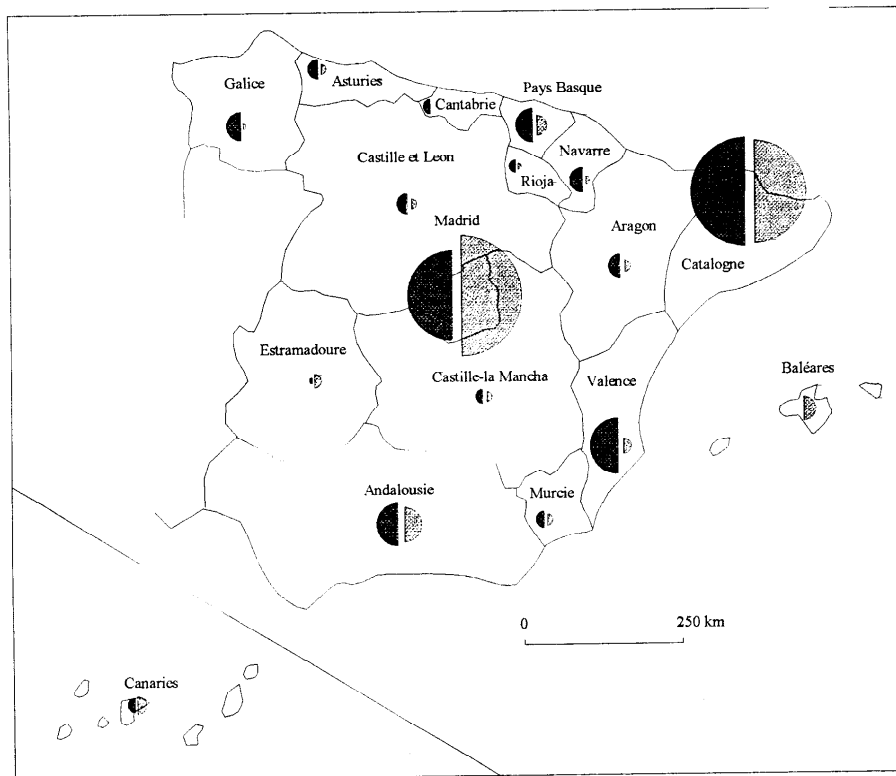 Galice
Asturies
Cantabrie
Pays Basque
Navarre
Rioja
Castille et Leon
Madrid
Aragon
Catalogne
Estramadoure
Castille-la Mancha
Valence
Baléares
Andalousie
Murcie
0 250 km
Canaries